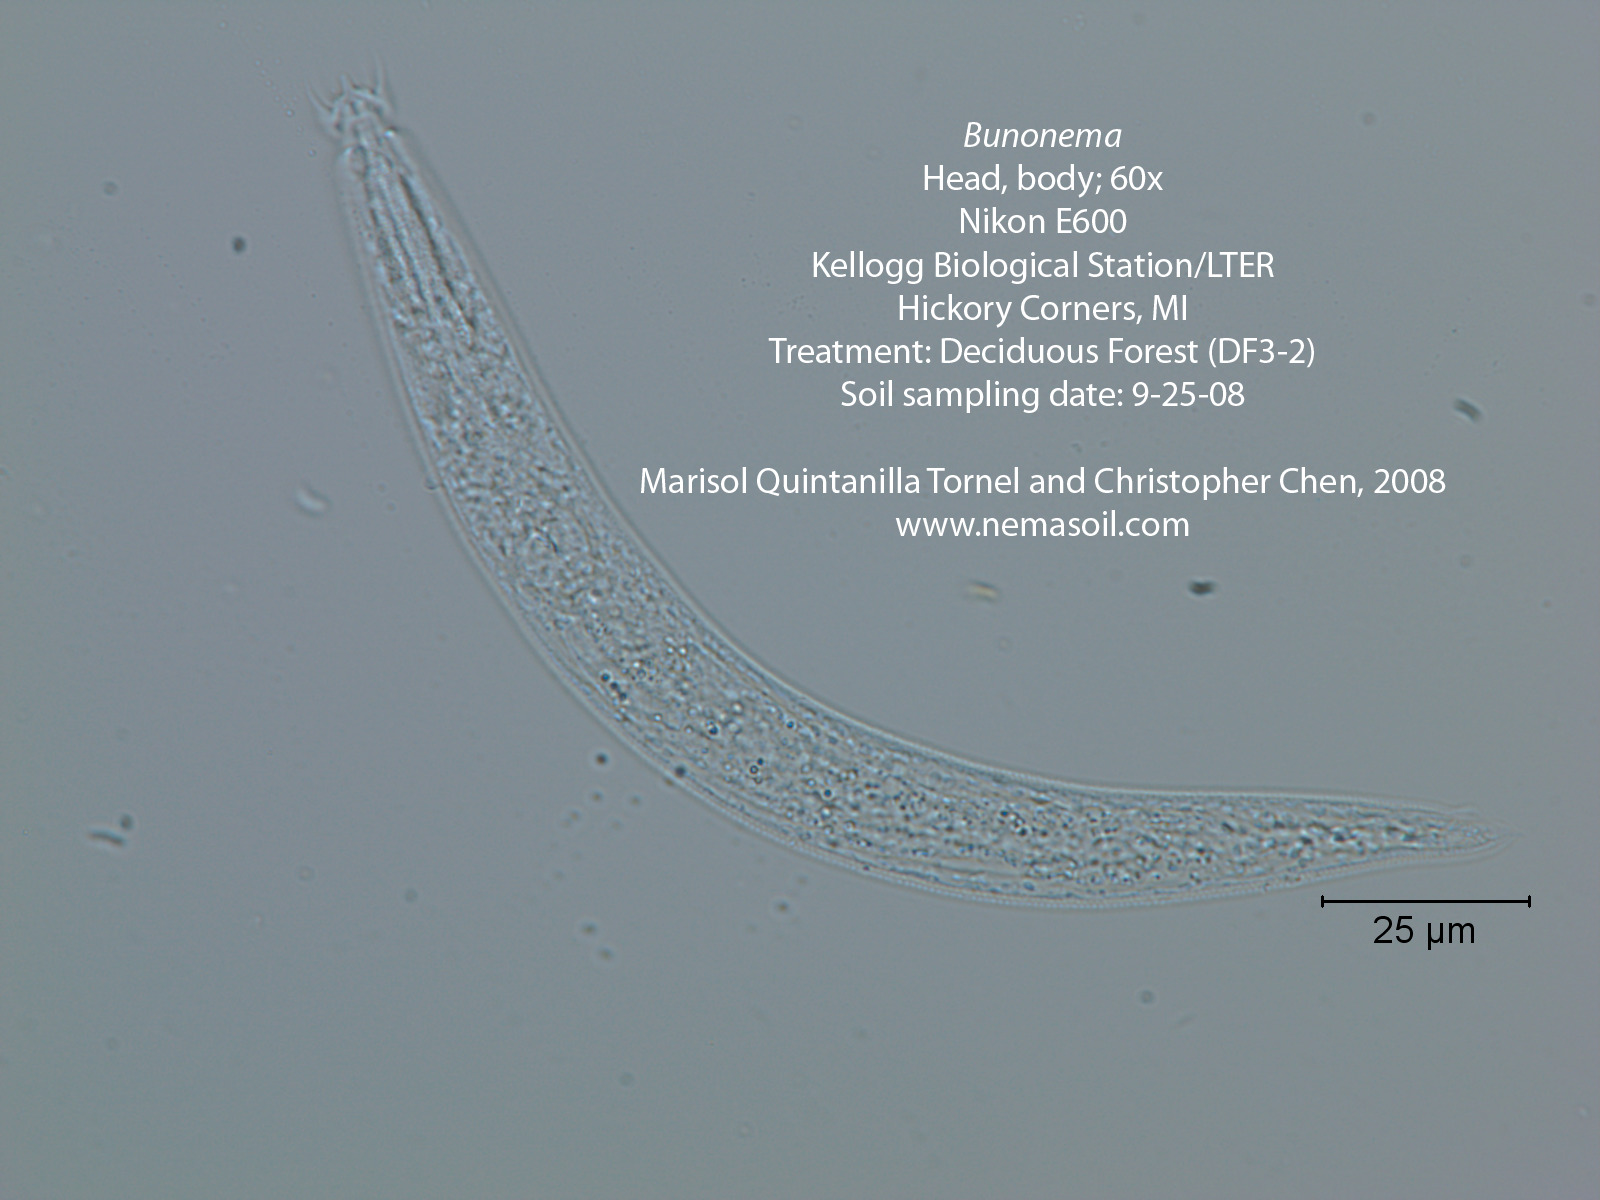 Bunonema
Head, body; 60x
Nikon E600
Kellogg Biological Station/LTER
Hickory Corners, MI
Treatment: Deciduous Forest (DF3-2)
Soil sampling date: 9-25-08
Marisol Quintanilla Tornel and Christopher Chen, 2008
www.nemasoil.com
25 µm